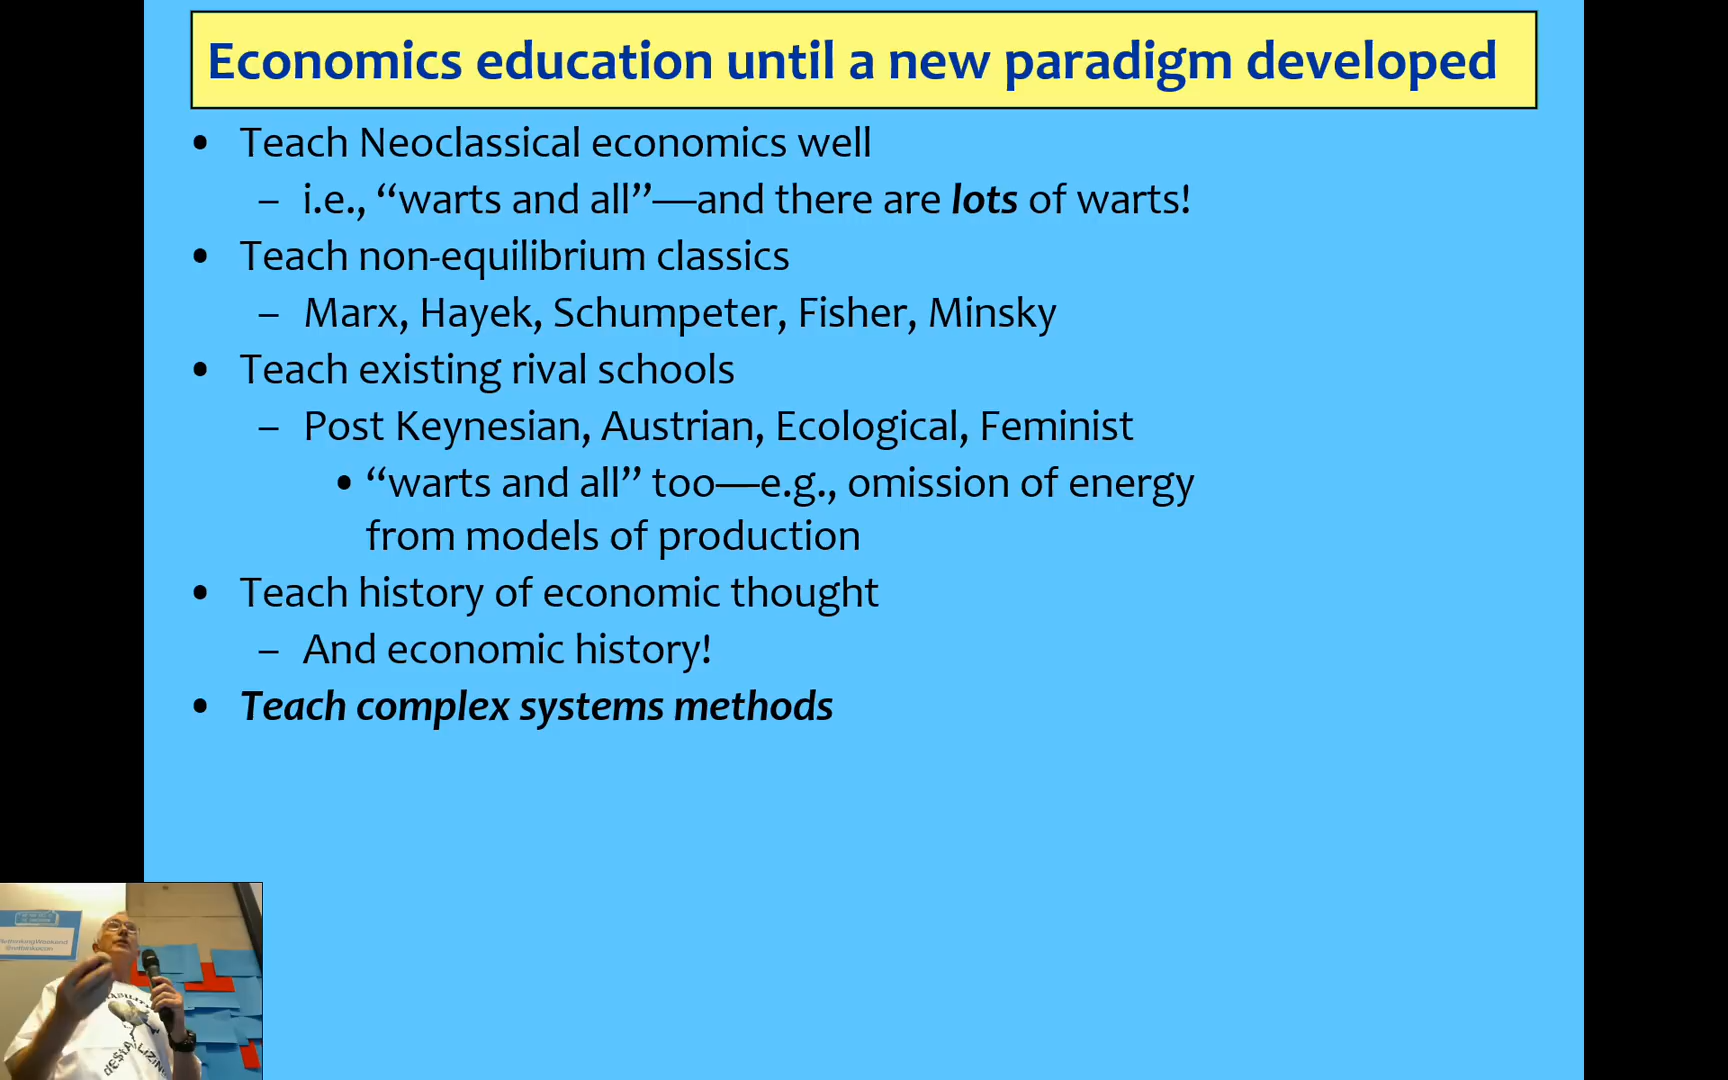 Economics education until a new paradigm developed
• Teach Neoclassical economics well
– i.e., “warts and all”—and there are lots of warts!
• Teach non-equilibrium classics
– Marx, Hayek, Schumpeter, Fisher, Minsky
• Teach existing rival schools
– Post Keynesian, Austrian, Ecological, Feminist
• “warts and all” too—e.g., omission of energy
from models of production
• Teach history of economic thought
– And economic history!
• Teach complex systems methods